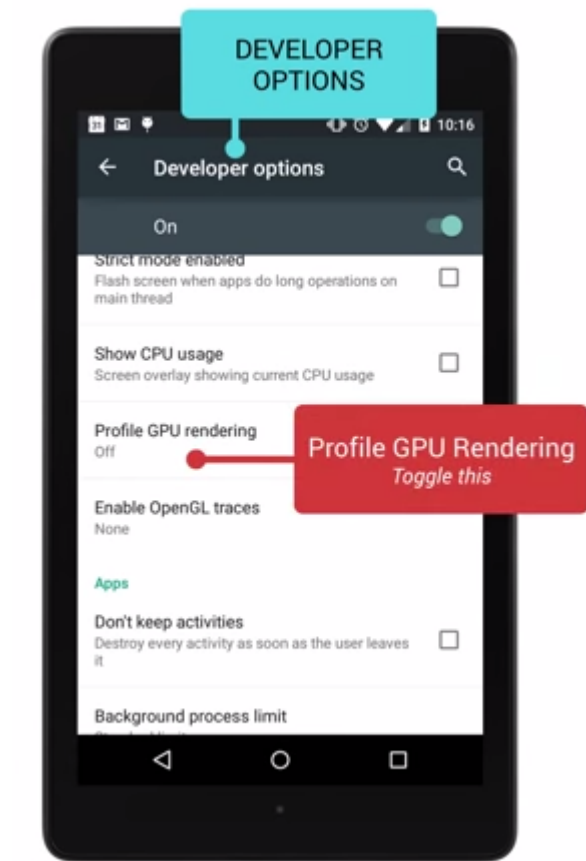 DEVELOPER
OPTIONS
31
10:16
Developer options
On
Strict mode enabled
Flash screen when apps do long operations on
main thread
Show CPU usage
Screen overlay showing current CPU usage
Profile GPU rendering
Off
Profile GPU Rendering
Toggle this
Enable OpenGL traces
None
Apps
Don't keep activities
Destroy every activity as soon as the user leaves
it
Background process limit